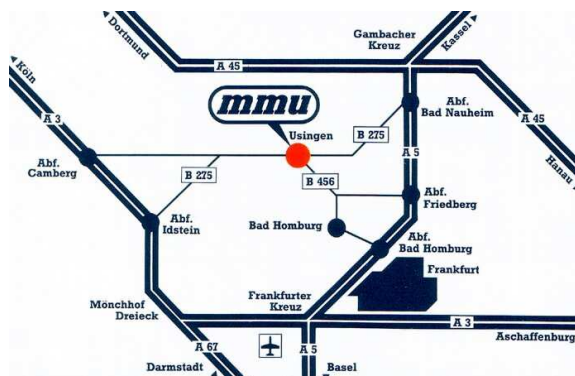 Dortmund
Gambacher
Kreuz
Kassel
Köln
A 45
mmu
Abf.
Bad Nauheim
A 3
Usingen
B 275
A 45
A 5
Abf.
Camberg
B 275
B 456
Hanau
Abf.
Friedberg
Abf.
Idstein
Bad Homburg
Abf.
Bad Homburg
Frankfurt
Mönchhof
Dreieck
Frankfurter
Kreuz
A 3
Aschaffenburg
A 67
A 5
Darmstadt
Basel